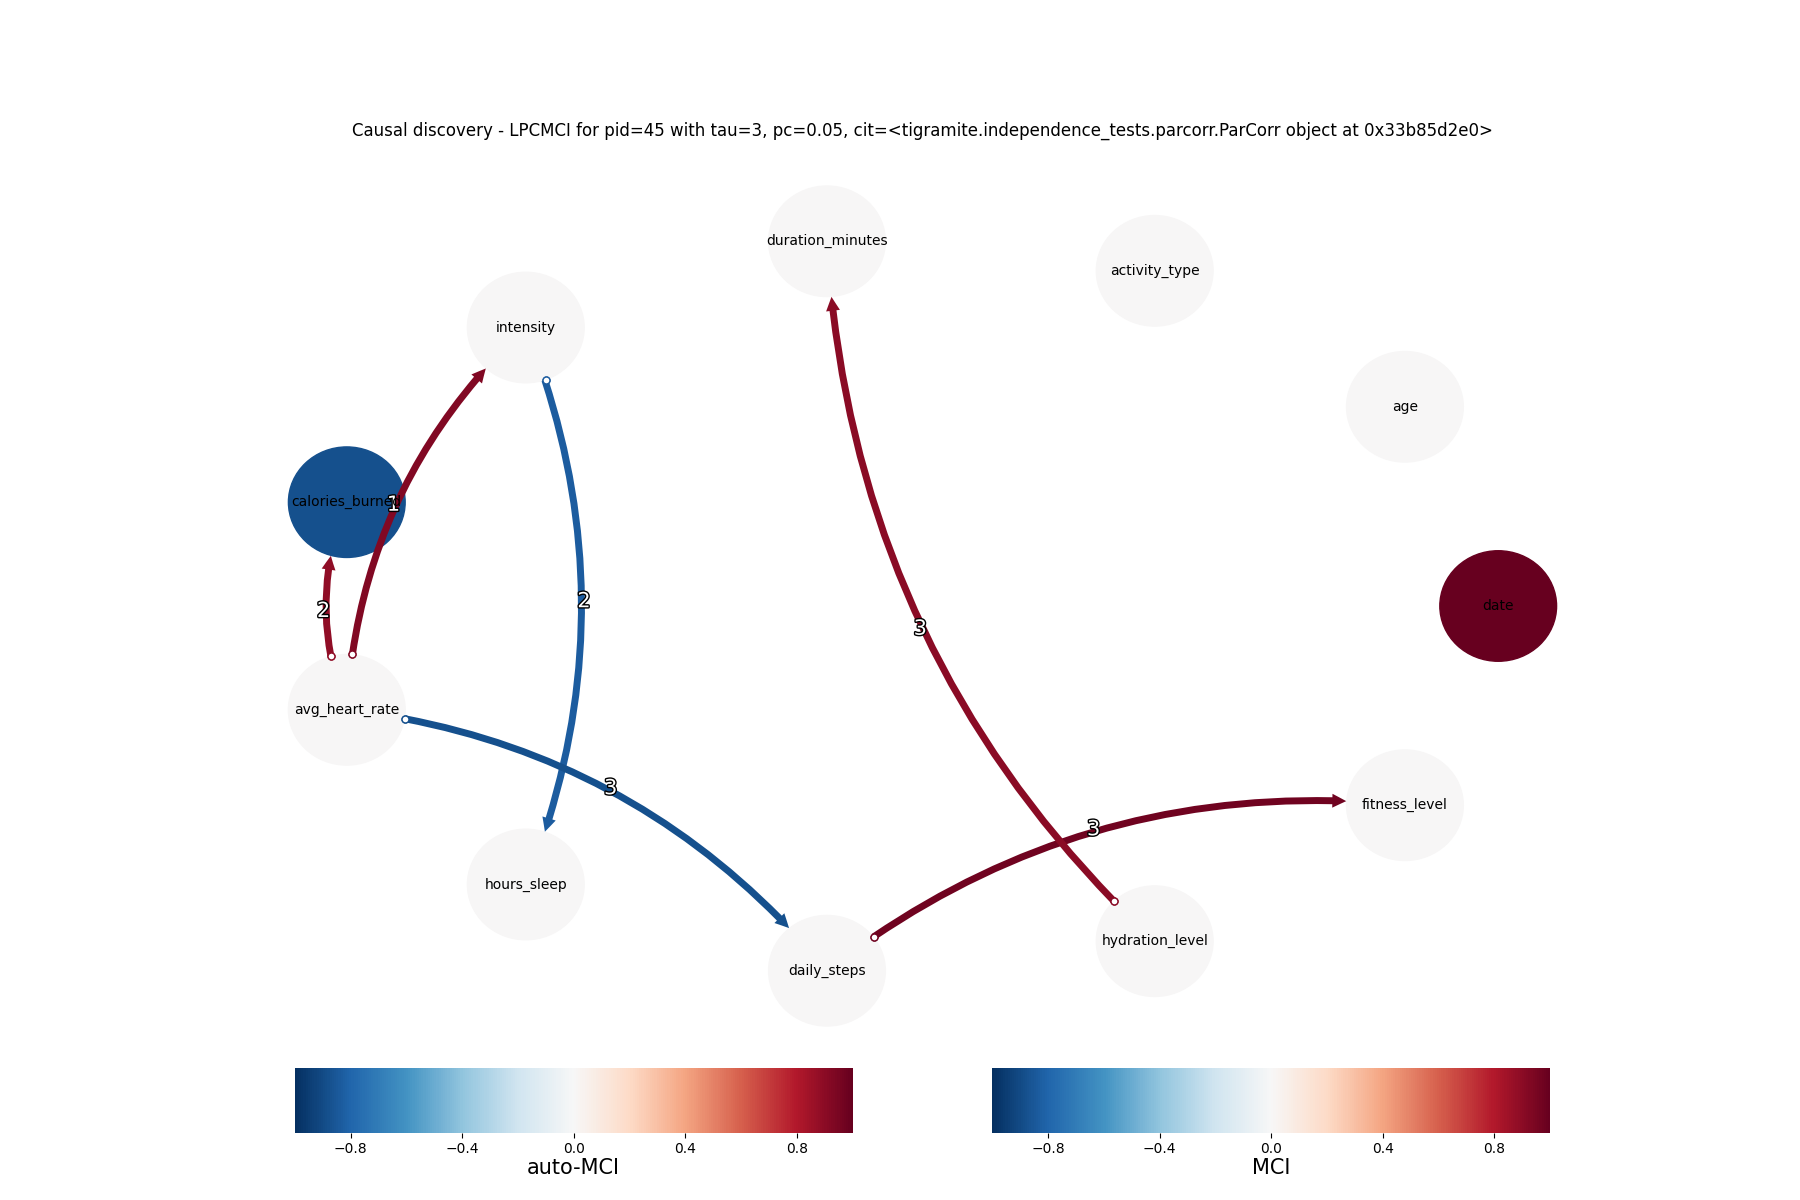 Causal discovery - LPCMCI for pid=45 with tau=3, pc=0.05, cit=<tigramite.independence_tests.parcorr.ParCorr object at 0x33b85d2e0>
duration_minutes
activity_type
intensity
age
calories_burned
1
2
date
2
3
avg_heart_rate
3
fitness_level
3
hours_sleep
hydration_level
daily_steps
−0.8 −0.4 0.0 0.4 0.8
auto-MCI
−0.8 −0.4 0.0 0.4 0.8
MCI